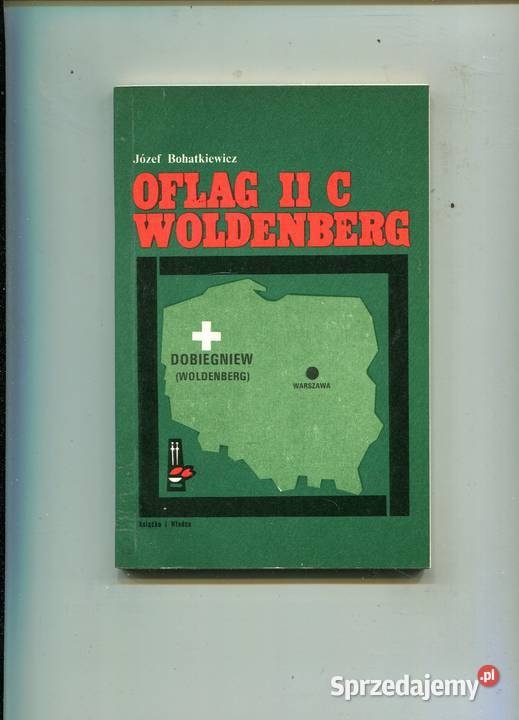 Józef Bohatkiewicz
OFLAG II C
WOLDENBERG
DOBIEGNIEW
(WOLDENBERG)
WARSZAWA
Książka i Wiedza
Sprzedajemy.pl